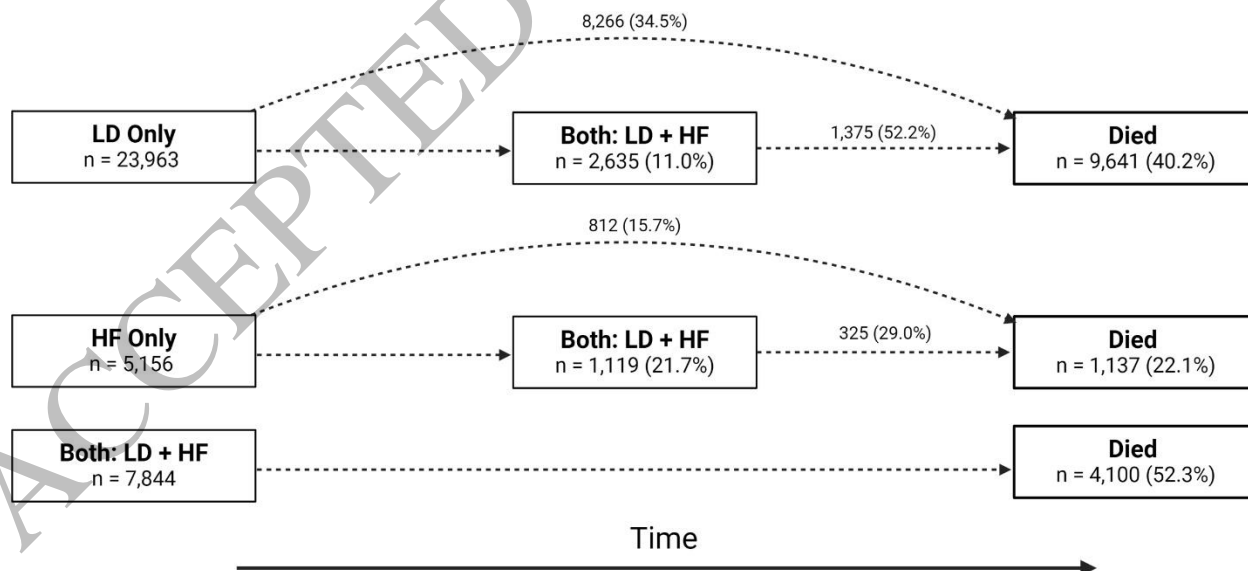 8,266 (34.5%)
LD Only
n = 23,963
Both: LD + HF
n = 2,635 (11.0%)
1,375 (52.2%)
Died
n = 9,641 (40.2%)
812 (15.7%)
HF Only
n = 5,156
Both: LD + HF
n = 1,119 (21.7%)
325 (29.0%)
Died
n = 1,137 (22.1%)
Both: LD + HF
n = 7,844
Died
n = 4,100 (52.3%)
Time
ACCEPTED